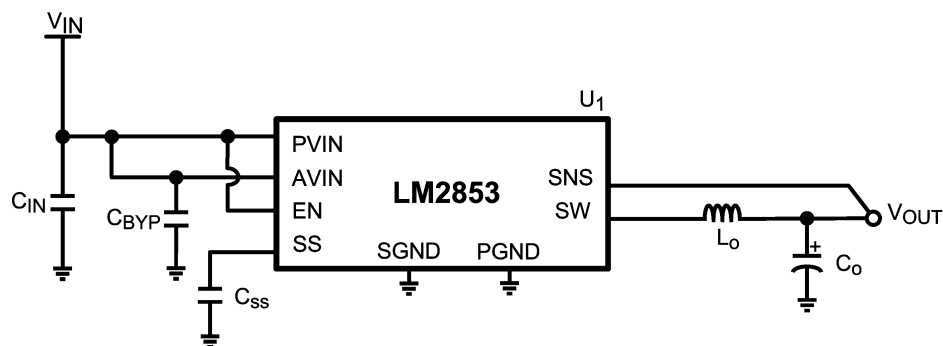 VIN
U1
PVIN
AVIN
EN
SS
LM2853
SNS
SW
SGND
PGND
CIN
CBYP
Css
Lo
+
Co
VOUT